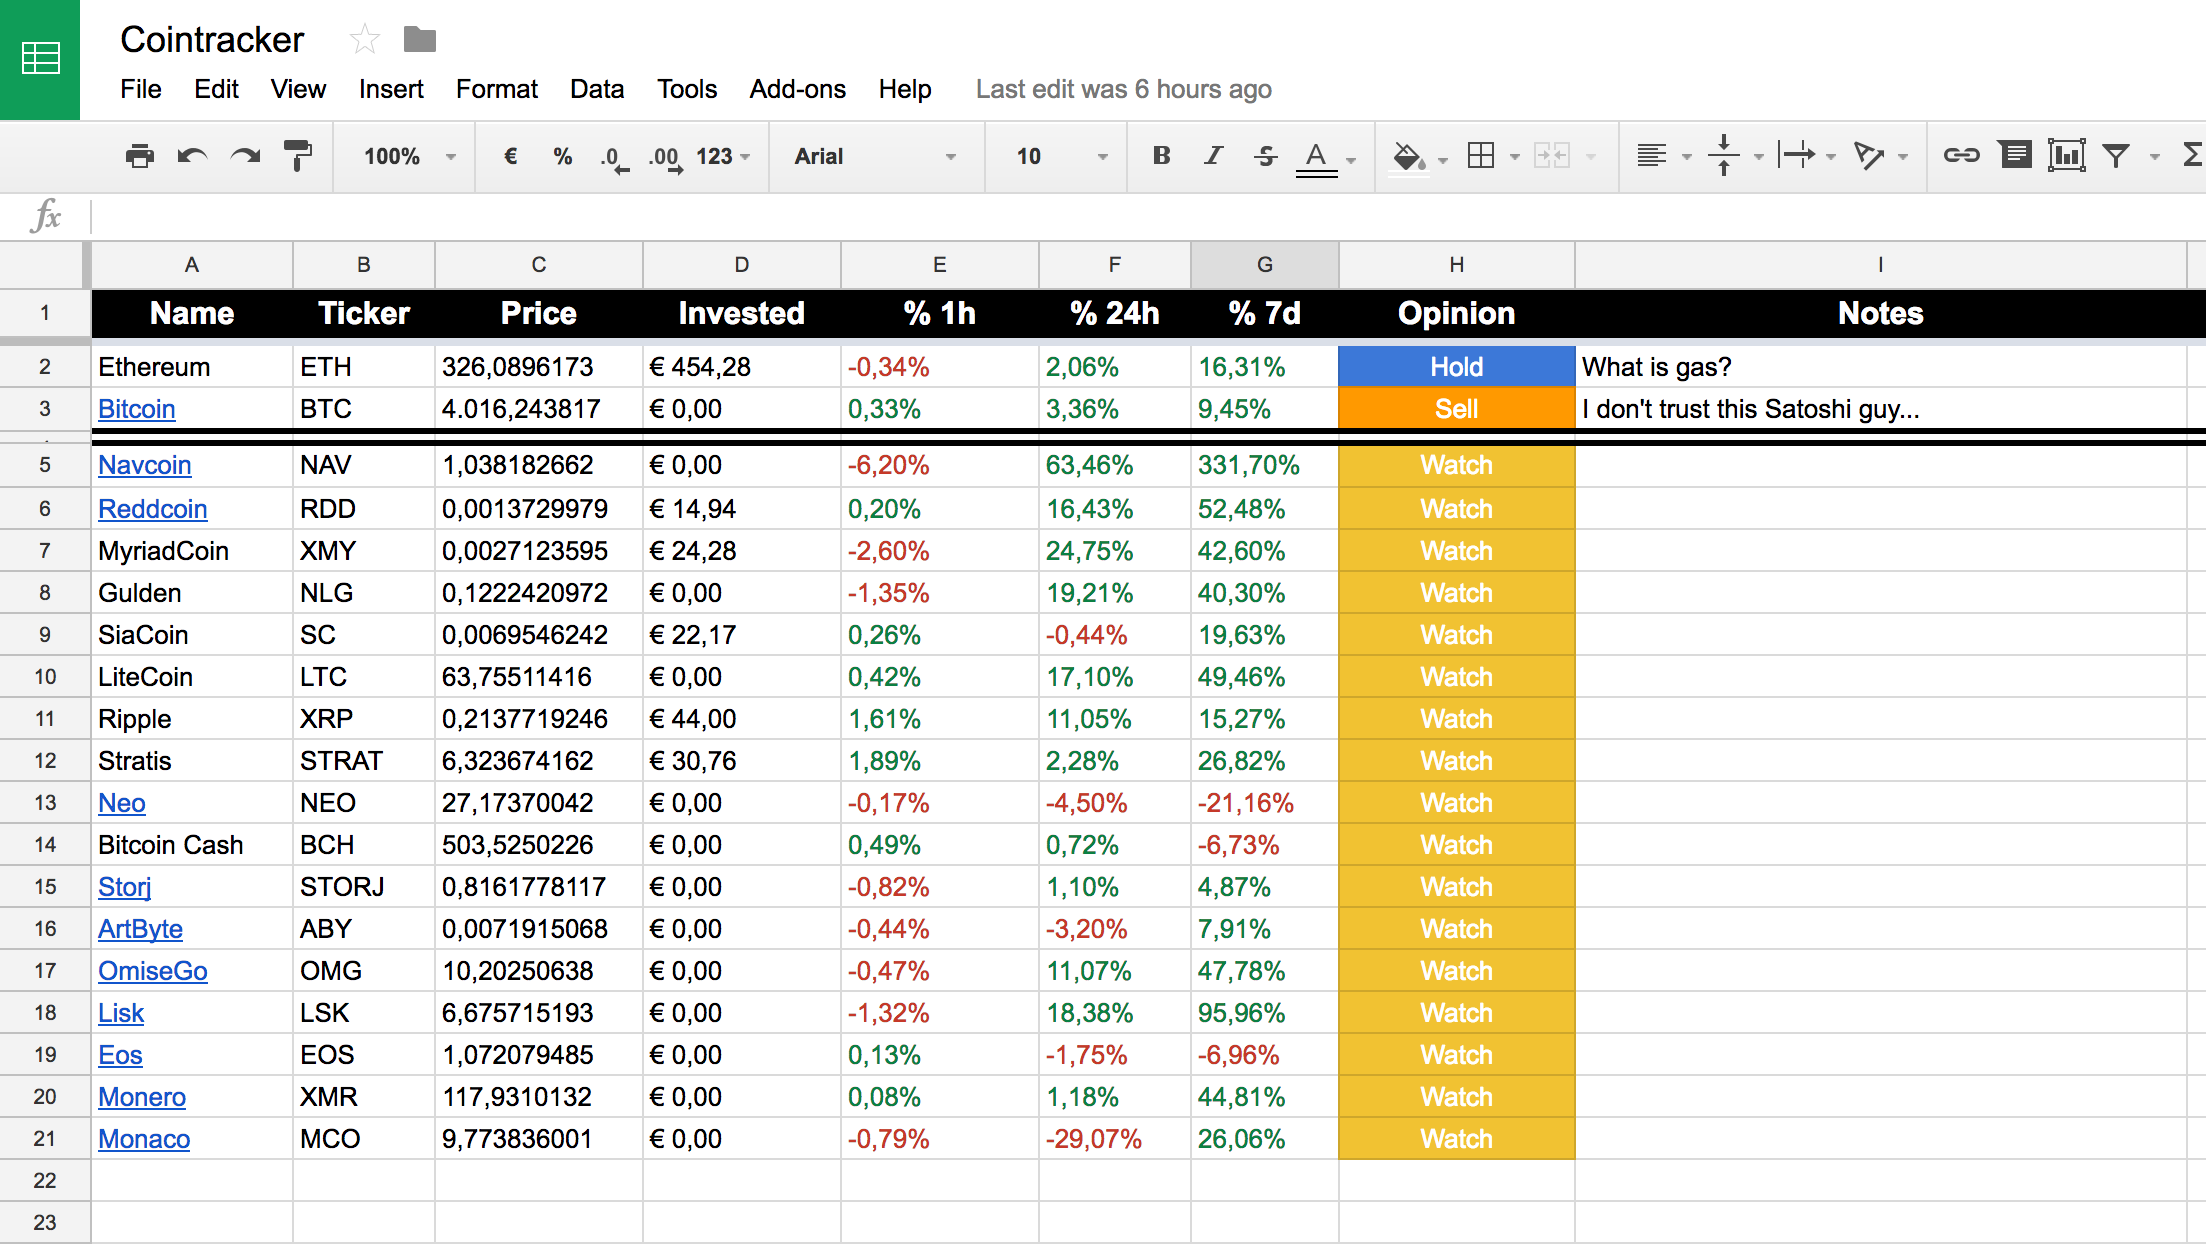 Cointracker
File Edit View Insert Format Data Tools Add-ons Help Last edit was 6 hours ago
100% € % .0 .00 123 Arial 10 B I S A Σ
fx
A B C D E F G H I
1 Name Ticker Price Invested % 1h % 24h % 7d Opinion Notes
2 Ethereum ETH 326,0896173 € 454,28 -0,34% 2,06% 16,31% Hold What is gas?
3 Bitcoin BTC 4.016,243817 € 0,00 0,33% 3,36% 9,45% Sell I don't trust this Satoshi guy...
5 Navcoin NAV 1,038182662 € 0,00 -6,20% 63,46% 331,70% Watch
6 Reddcoin RDD 0,0013729979 € 14,94 0,20% 16,43% 52,48% Watch
7 MyriadCoin XMY 0,0027123595 € 24,28 -2,60% 24,75% 42,60% Watch
8 Gulden NLG 0,1222420972 € 0,00 -1,35% 19,21% 40,30% Watch
9 SiaCoin SC 0,0069546242 € 22,17 0,26% -0,44% 19,63% Watch
10 LiteCoin LTC 63,75511416 € 0,00 0,42% 17,10% 49,46% Watch
11 Ripple XRP 0,2137719246 € 44,00 1,61% 11,05% 15,27% Watch
12 Stratis STRAT 6,323674162 € 30,76 1,89% 2,28% 26,82% Watch
13 Neo NEO 27,17370042 € 0,00 -0,17% -4,50% -21,16% Watch
14 Bitcoin Cash BCH 503,5250226 € 0,00 0,49% 0,72% -6,73% Watch
15 Storj STORJ 0,8161778117 € 0,00 -0,82% 1,10% 4,87% Watch
16 ArtByte ABY 0,0071915068 € 0,00 -0,44% -3,20% 7,91% Watch
17 OmiseGo OMG 10,20250638 € 0,00 -0,47% 11,07% 47,78% Watch
18 Lisk LSK 6,675715193 € 0,00 -1,32% 18,38% 95,96% Watch
19 Eos EOS 1,072079485 € 0,00 0,13% -1,75% -6,96% Watch
20 Monero XMR 117,9310132 € 0,00 0,08% 1,18% 44,81% Watch
21 Monaco MCO 9,773836001 € 0,00 -0,79% -29,07% 26,06% Watch
22
23